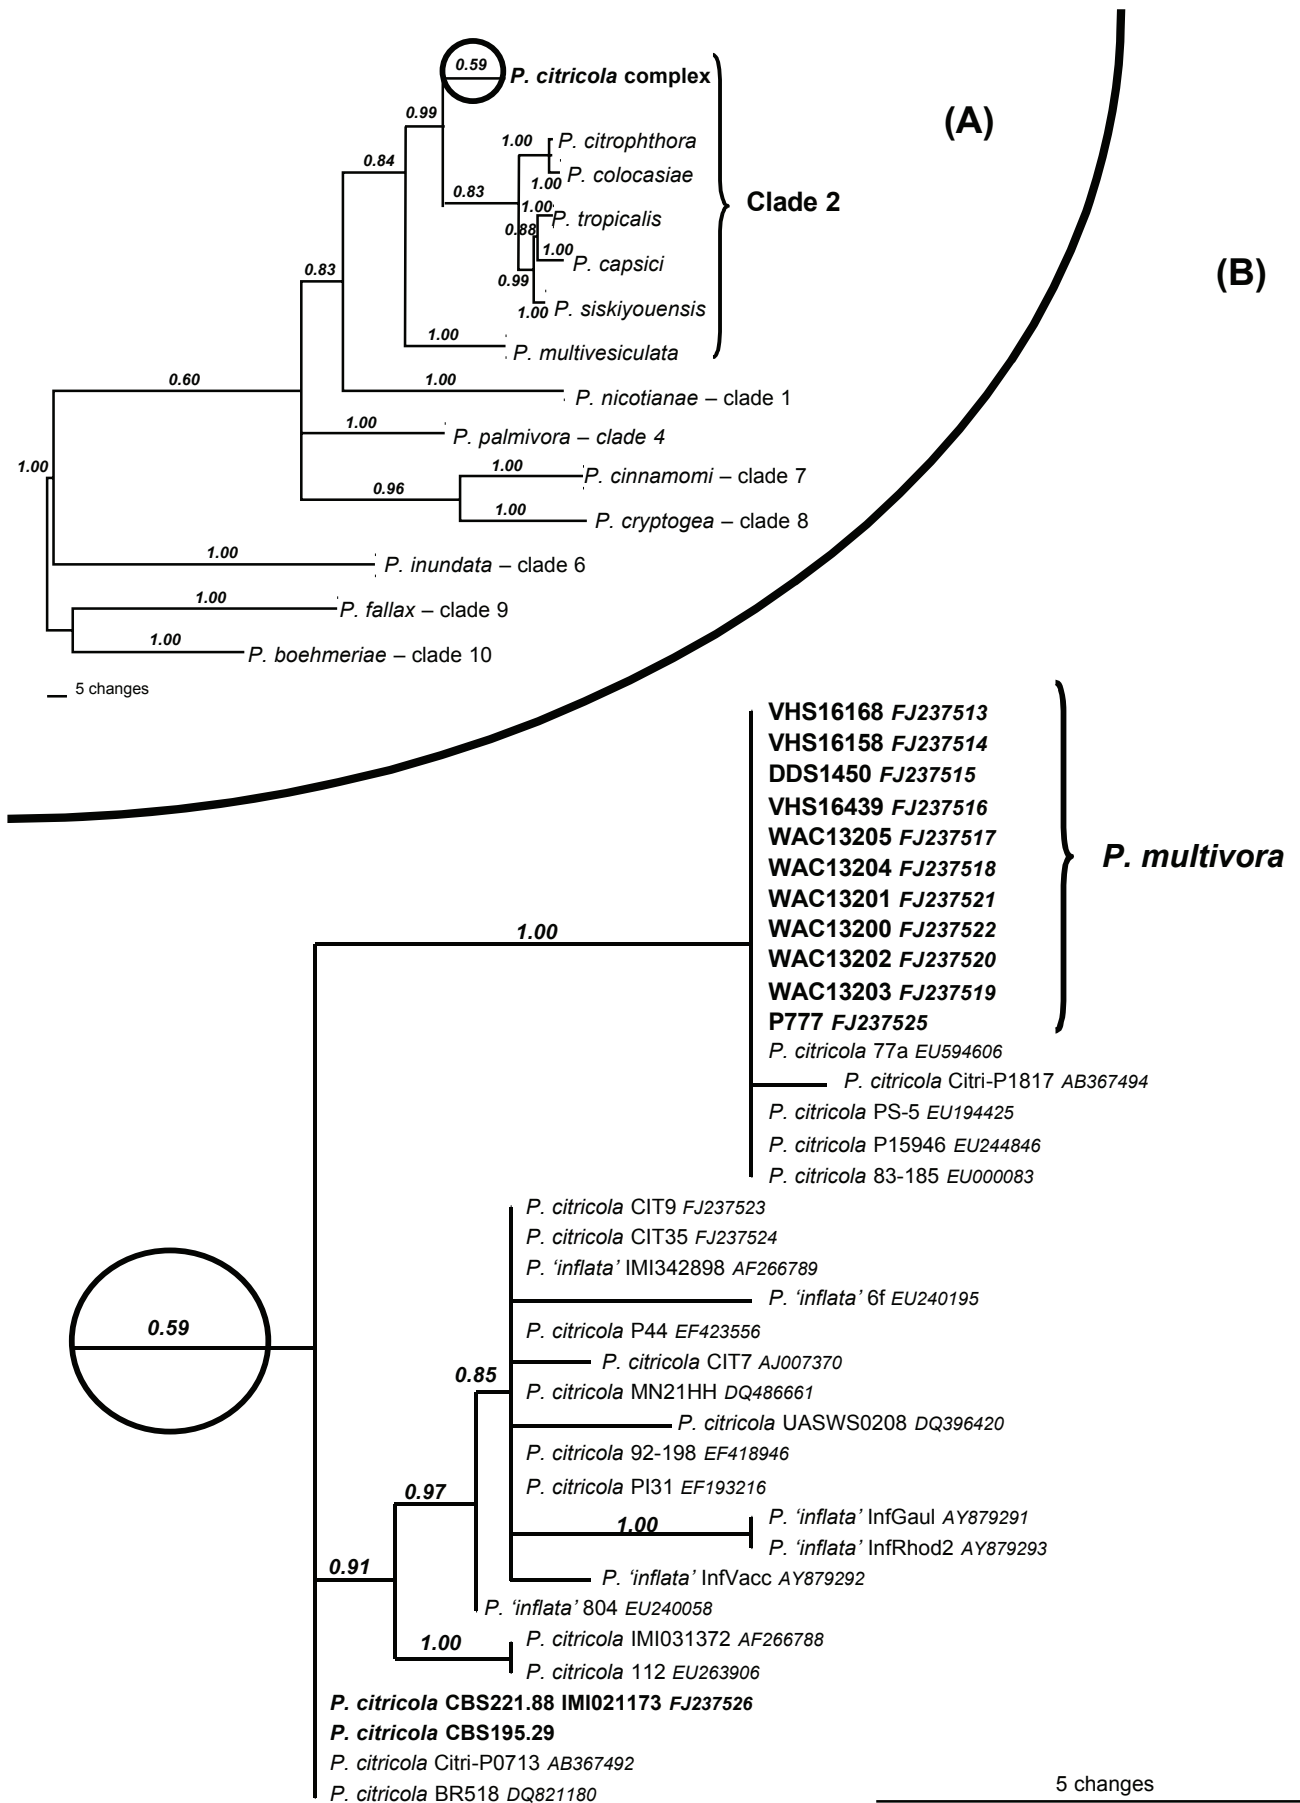 (A)
0.59
P. citricola complex
0.99
1.00
P. citrophthora
0.84
1.00
P. colocasiae
0.83
Clade 2
1.00
P. tropicalis
0.88
1.00
P. capsici
0.83
0.99
1.00
P. siskiyouensis
1.00
P. multivesiculata
0.60
1.00
P. nicotianae – clade 1
1.00
P. palmivora – clade 4
1.00
1.00
P. cinnamomi – clade 7
0.96
1.00
P. cryptogea – clade 8
1.00
P. inundata – clade 6
1.00
P. fallax – clade 9
1.00
P. boehmeriae – clade 10
5 changes
(B)
VHS16168 FJ237513
VHS16158 FJ237514
DDS1450 FJ237515
VHS16439 FJ237516
WAC13205 FJ237517
P. multivora
WAC13204 FJ237518
WAC13201 FJ237521
WAC13200 FJ237522
1.00
WAC13202 FJ237520
WAC13203 FJ237519
P777 FJ237525
P. citricola 77a EU594606
P. citricola Citri-P1817 AB367494
P. citricola PS-5 EU194425
P. citricola P15946 EU244846
P. citricola 83-185 EU000083
P. citricola CIT9 FJ237523
P. citricola CIT35 FJ237524
P. ‘inflata’ IMI342898 AF266789
P. ‘inflata’ 6f EU240195
0.59
P. citricola P44 EF423556
P. citricola CIT7 AJ007370
0.85
P. citricola MN21HH DQ486661
P. citricola UASWS0208 DQ396420
P. citricola 92-198 EF418946
P. citricola PI31 EF193216
0.97
P. ‘inflata’ InfGaul AY879291
1.00
P. ‘inflata’ InfRhod2 AY879293
0.91
P. ‘inflata’ InfVacc AY879292
P. ‘inflata’ 804 EU240058
P. citricola IMI031372 AF266788
1.00
P. citricola 112 EU263906
P. citricola CBS221.88 IMI021173 FJ237526
P. citricola CBS195.29
P. citricola Citri-P0713 AB367492
P. citricola BR518 DQ821180
5 changes